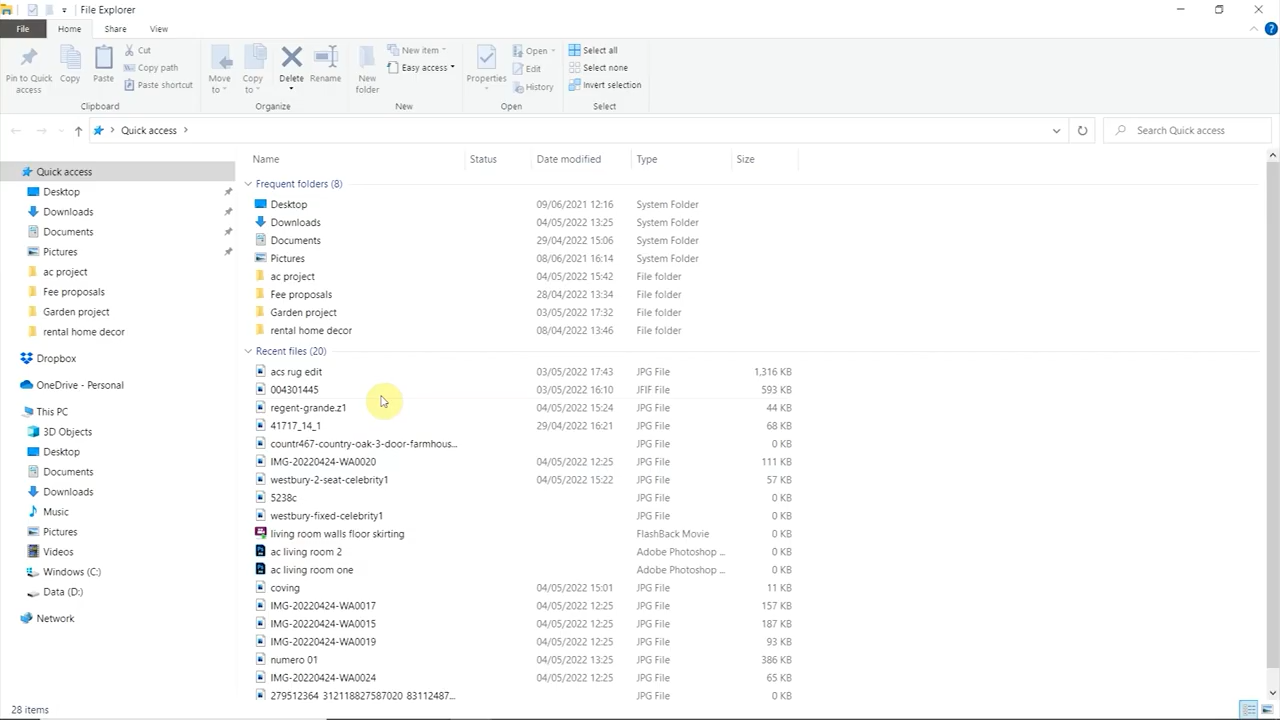 File Explorer
File Home Share View
Pin to Quick access
Copy
Paste
Cut
Copy path
Paste shortcut
Clipboard
Move to
Copy to
Delete
Rename
Organize
New folder
New item
Easy access
New
Properties
Open
Edit
History
Open
Select all
Select none
Invert selection
Select
Quick access
Search Quick access
Quick access
Desktop
Downloads
Documents
Pictures
ac project
Fee proposals
Garden project
rental home decor
Dropbox
OneDrive - Personal
This PC
3D Objects
Desktop
Documents
Downloads
Music
Pictures
Videos
Windows (C:)
Data (D:)
Network
Name Status Date modified Type Size
Frequent folders (8)
Desktop 09/06/2021 12:16 System Folder
Downloads 04/05/2022 13:25 System Folder
Documents 29/04/2022 15:06 System Folder
Pictures 08/06/2021 16:14 System Folder
ac project 04/05/2022 15:42 File folder
Fee proposals 28/04/2022 13:34 File folder
Garden project 03/05/2022 17:32 File folder
rental home decor 08/04/2022 13:46 File folder
Recent files (20)
acs rug edit 03/05/2022 17:43 JPG File 1,316 KB
004301445 03/05/2022 16:10 JFIF File 593 KB
regent-grande.z1 04/05/2022 15:24 JPG File 44 KB
41717_14_1 29/04/2022 16:21 JPG File 68 KB
countr467-country-oak-3-door-farmhous... JPG File 0 KB
IMG-20220424-WA0020 04/05/2022 12:25 JPG File 111 KB
westbury-2-seat-celebrity1 04/05/2022 15:22 JPG File 57 KB
5238c JPG File 0 KB
westbury-fixed-celebrity1 JPG File 0 KB
living room walls floor skirting FlashBack Movie 0 KB
ac living room 2 Adobe Photoshop ... 0 KB
ac living room one Adobe Photoshop ... 0 KB
coving 04/05/2022 15:01 JPG File 11 KB
IMG-20220424-WA0017 04/05/2022 12:25 JPG File 157 KB
IMG-20220424-WA0015 04/05/2022 12:25 JPG File 187 KB
IMG-20220424-WA0019 04/05/2022 12:25 JPG File 93 KB
numero 01 04/05/2022 13:25 JPG File 386 KB
IMG-20220424-WA0024 04/05/2022 12:25 JPG File 65 KB
279512364_312118827587020_83112487... JPG File 0 KB
28 items